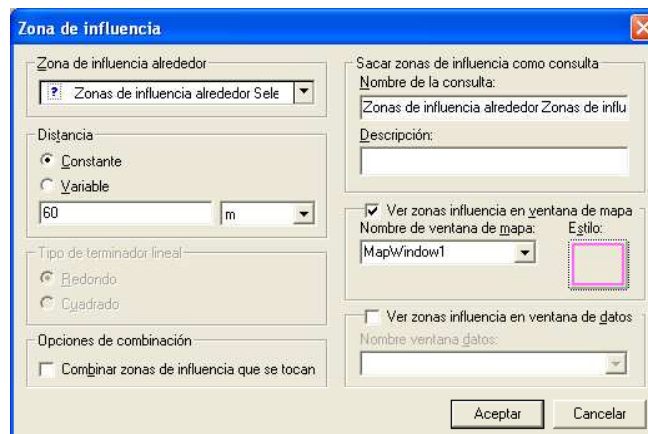 Zona de influencia
Zona de influencia alrededor
Zonas de influencia alrededor Sele
Distancia
Constante
Variable
60 m
Tipo de terminador lineal
Redondo
Cuadrado
Opciones de combinación
Combinar zonas de influencia que se tocan
Sacar zonas de influencia como consulta
Nombre de la consulta:
Zonas de influencia alrededor Zonas de influ
Descripción:
Ver zonas influencia en ventana de mapa
Nombre de ventana de mapa: Estilo:
MapWindow1
Ver zonas influencia en ventana de datos
Nombre ventana datos:
Aceptar Cancelar